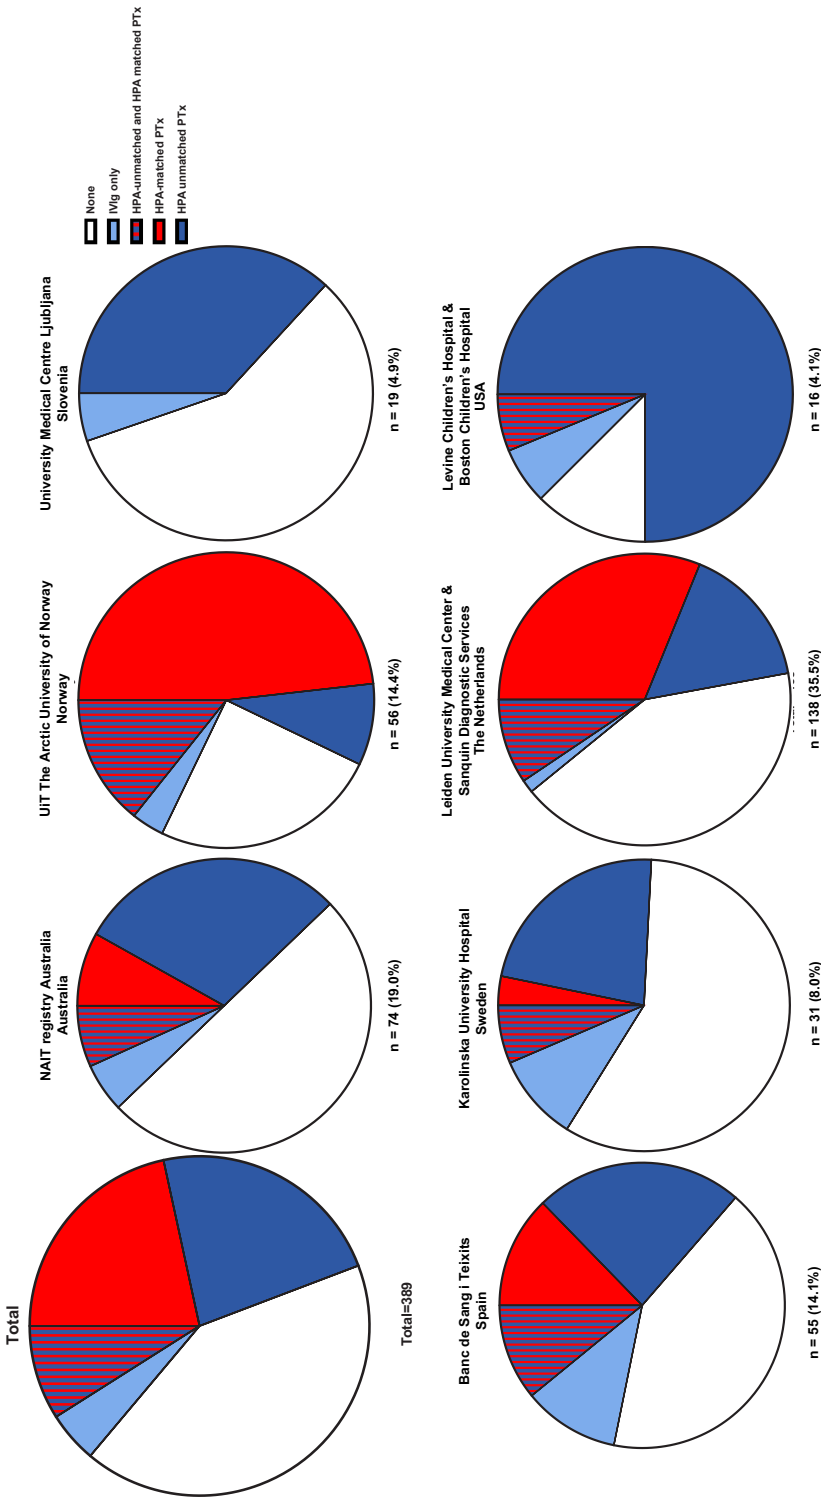 Total
Total=389
NAIT registry Australia
Australia
n = 74 (19.0%)
UiT The Arctic University of Norway
Norway
n = 56 (14.4%)
University Medical Centre Ljubljana
Slovenia
n = 19 (4.9%)
None
IVIg only
HPA-unmatched and HPA matched PTx
HPA-matched PTx
HPA unmatched PTx
Banc de Sang i Teixits
Spain
n = 55 (14.1%)
Karolinska University Hospital
Sweden
n = 31 (8.0%)
Leiden University Medical Center &
Sanquin Diagnostic Services
The Netherlands
n = 138 (35.5%)
Levine Children's Hospital &
Boston Children's Hospital
USA
n = 16 (4.1%)